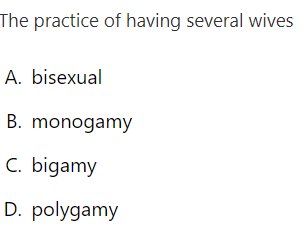 The practice of having several wives
A. bisexual
B. monogamy
C. bigamy
D. polygamy